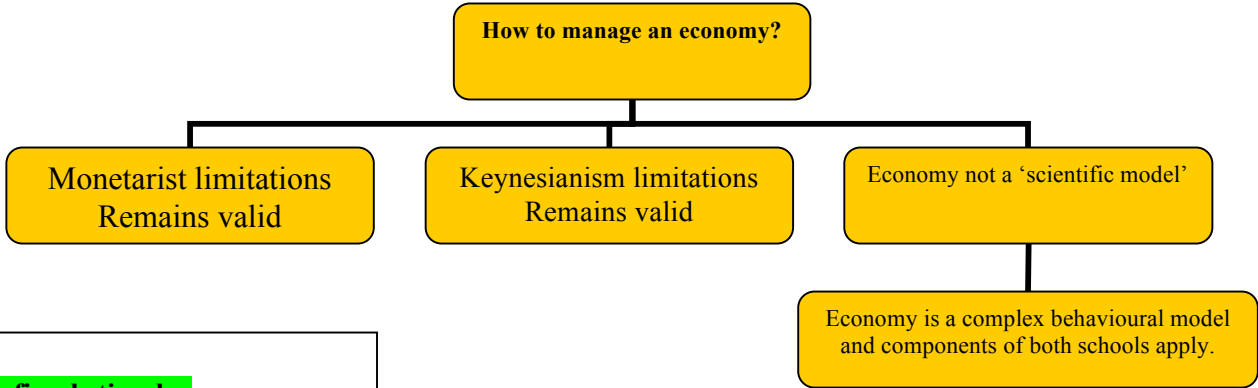 How to manage an economy?
Monetarist limitations
Remains valid
Keynesianism limitations
Remains valid
Economy not a ‘scientific model’
Economy is a complex behavioural model
and components of both schools apply.